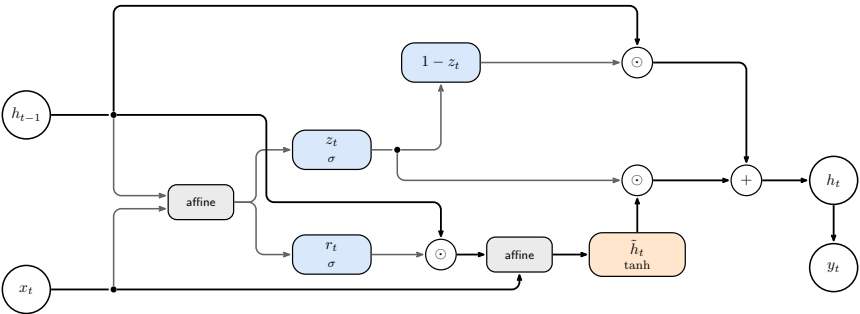 1 − z_t
⊙
h_{t−1}
z_t
σ
⊙
+
h_t
affine
r_t
σ
⊙
affine
h̃_t
tanh
x_t
y_t